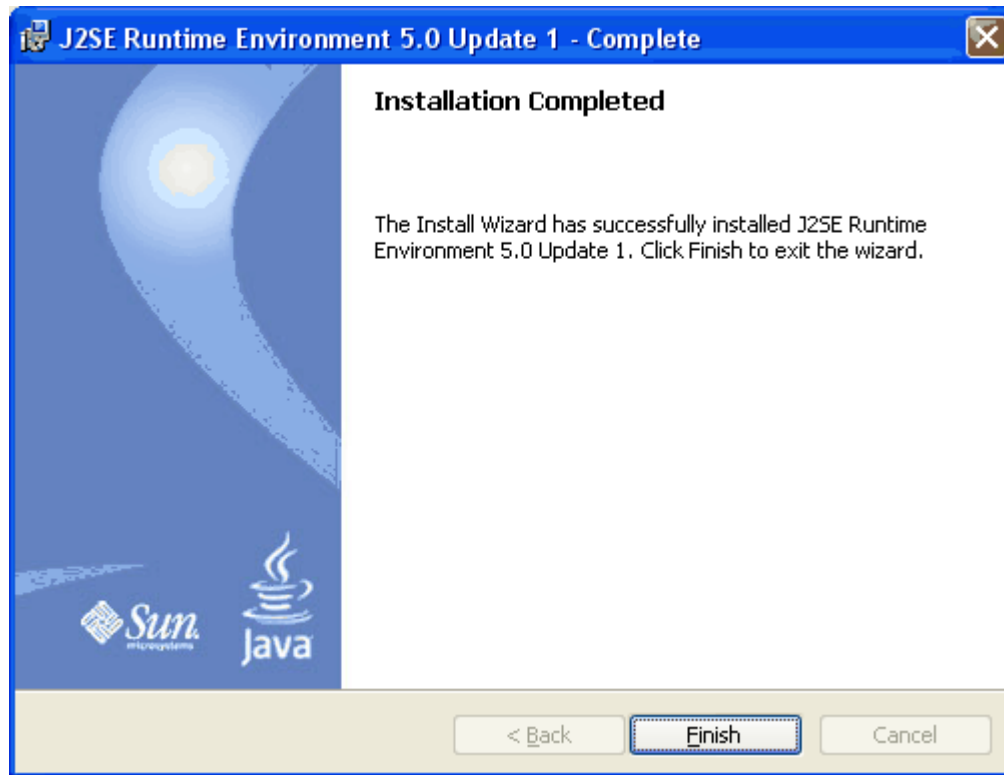 J2SE Runtime Environment 5.0 Update 1 - Complete
Installation Completed
The Install Wizard has successfully installed J2SE Runtime
Environment 5.0 Update 1. Click Finish to exit the wizard.
Sun
microsystems
Java
< Back
Finish
Cancel